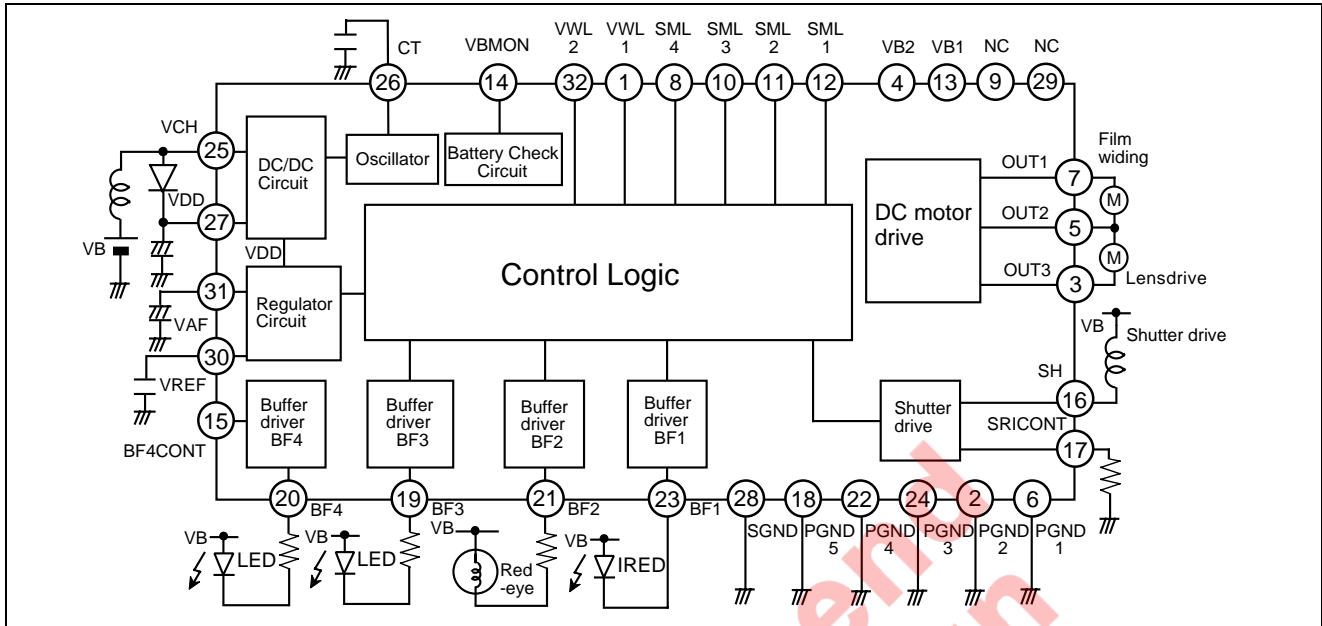 CT
VBMON
VWL 2
VWL 1
SML 4
SML 3
SML 2
SML 1
VB2
VB1
NC
NC
26
14
32
1
8
10
11
12
4
13
9
29
VCH
25
DC/DC Circuit
Oscillator
Battery Check Circuit
VDD
27
VB
VDD
Film widing
OUT1
7
M
DC motor drive
OUT2
5
M
OUT3
3
Lensdrive
Control Logic
31
Regulator Circuit
VAF
30
VREF
VB
Shutter drive
SH
16
15
BF4CONT
Buffer driver BF4
Buffer driver BF3
Buffer driver BF2
Buffer driver BF1
Shutter drive
SRICONT
17
20
BF4
19
BF3
21
BF2
23
BF1
28
18
22
24
2
6
SGND
PGND 5
PGND 4
PGND 3
PGND 2
PGND 1
VB
LED
VB
LED
VB
Red -eye
VB
IRED